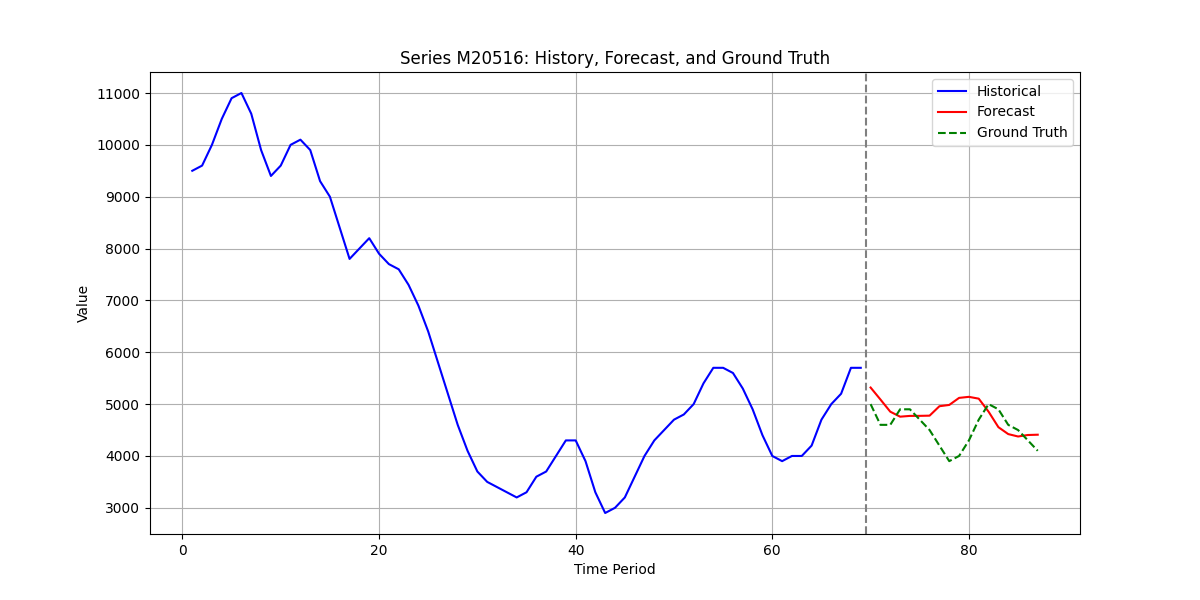 Series M20516: History, Forecast, and Ground Truth
Historical
Forecast
Ground Truth
11000
10000
9000
8000
7000
6000
5000
4000
3000
Value
0 20 40 60 80
Time Period